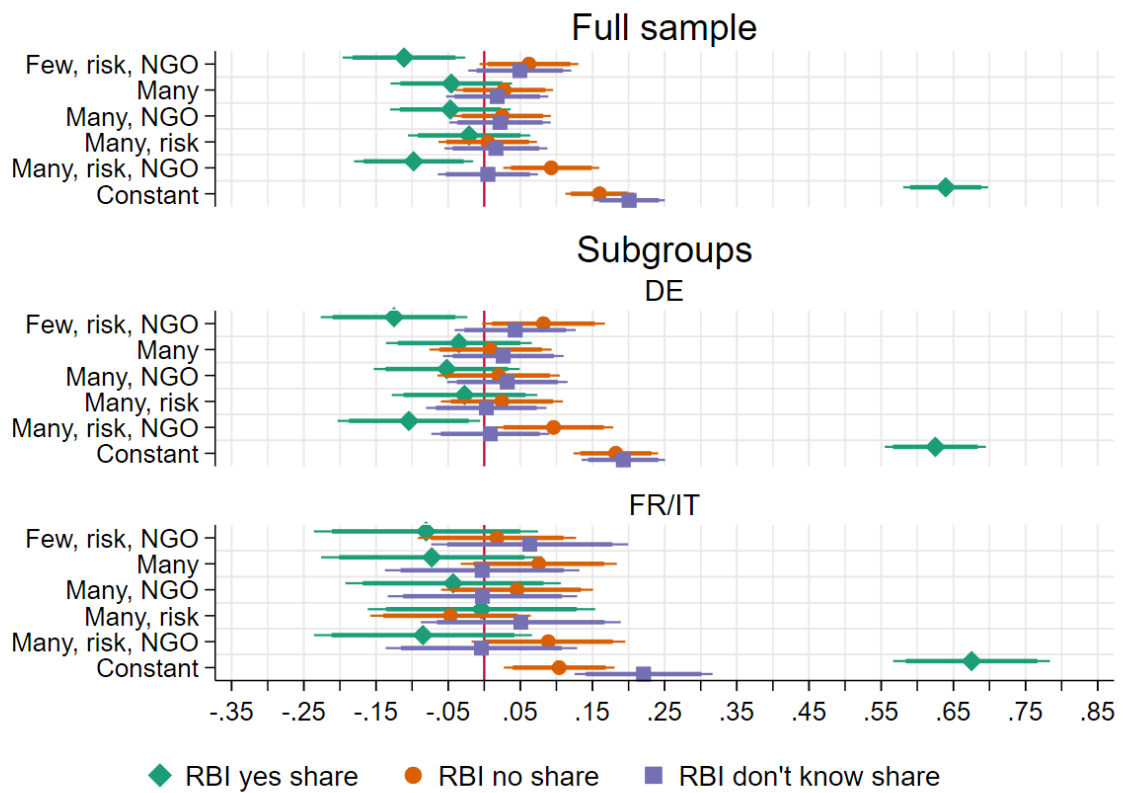 Full sample
Few, risk, NGO
Many
Many, NGO
Many, risk
Many, risk, NGO
Constant
Subgroups
DE
Few, risk, NGO
Many
Many, NGO
Many, risk
Many, risk, NGO
Constant
FR/IT
Few, risk, NGO
Many
Many, NGO
Many, risk
Many, risk, NGO
Constant
-.35 -.25 -.15 -.05 .05 .15 .25 .35 .45 .55 .65 .75 .85
RBI yes share RBI no share RBI don't know share